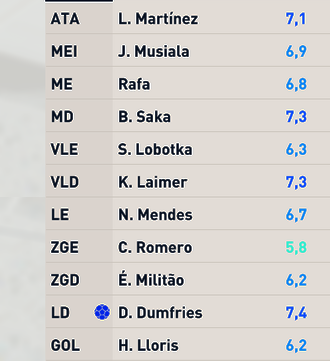 ATA L. Martínez 7,1
MEI J. Musiala 6,9
ME Rafa 6,8
MD B. Saka 7,3
VLE S. Lobotka 6,3
VLD K. Laimer 7,3
LE N. Mendes 6,7
ZGE C. Romero 5,8
ZGD É. Militão 6,2
LD D. Dumfries 7,4
GOL H. Lloris 6,2